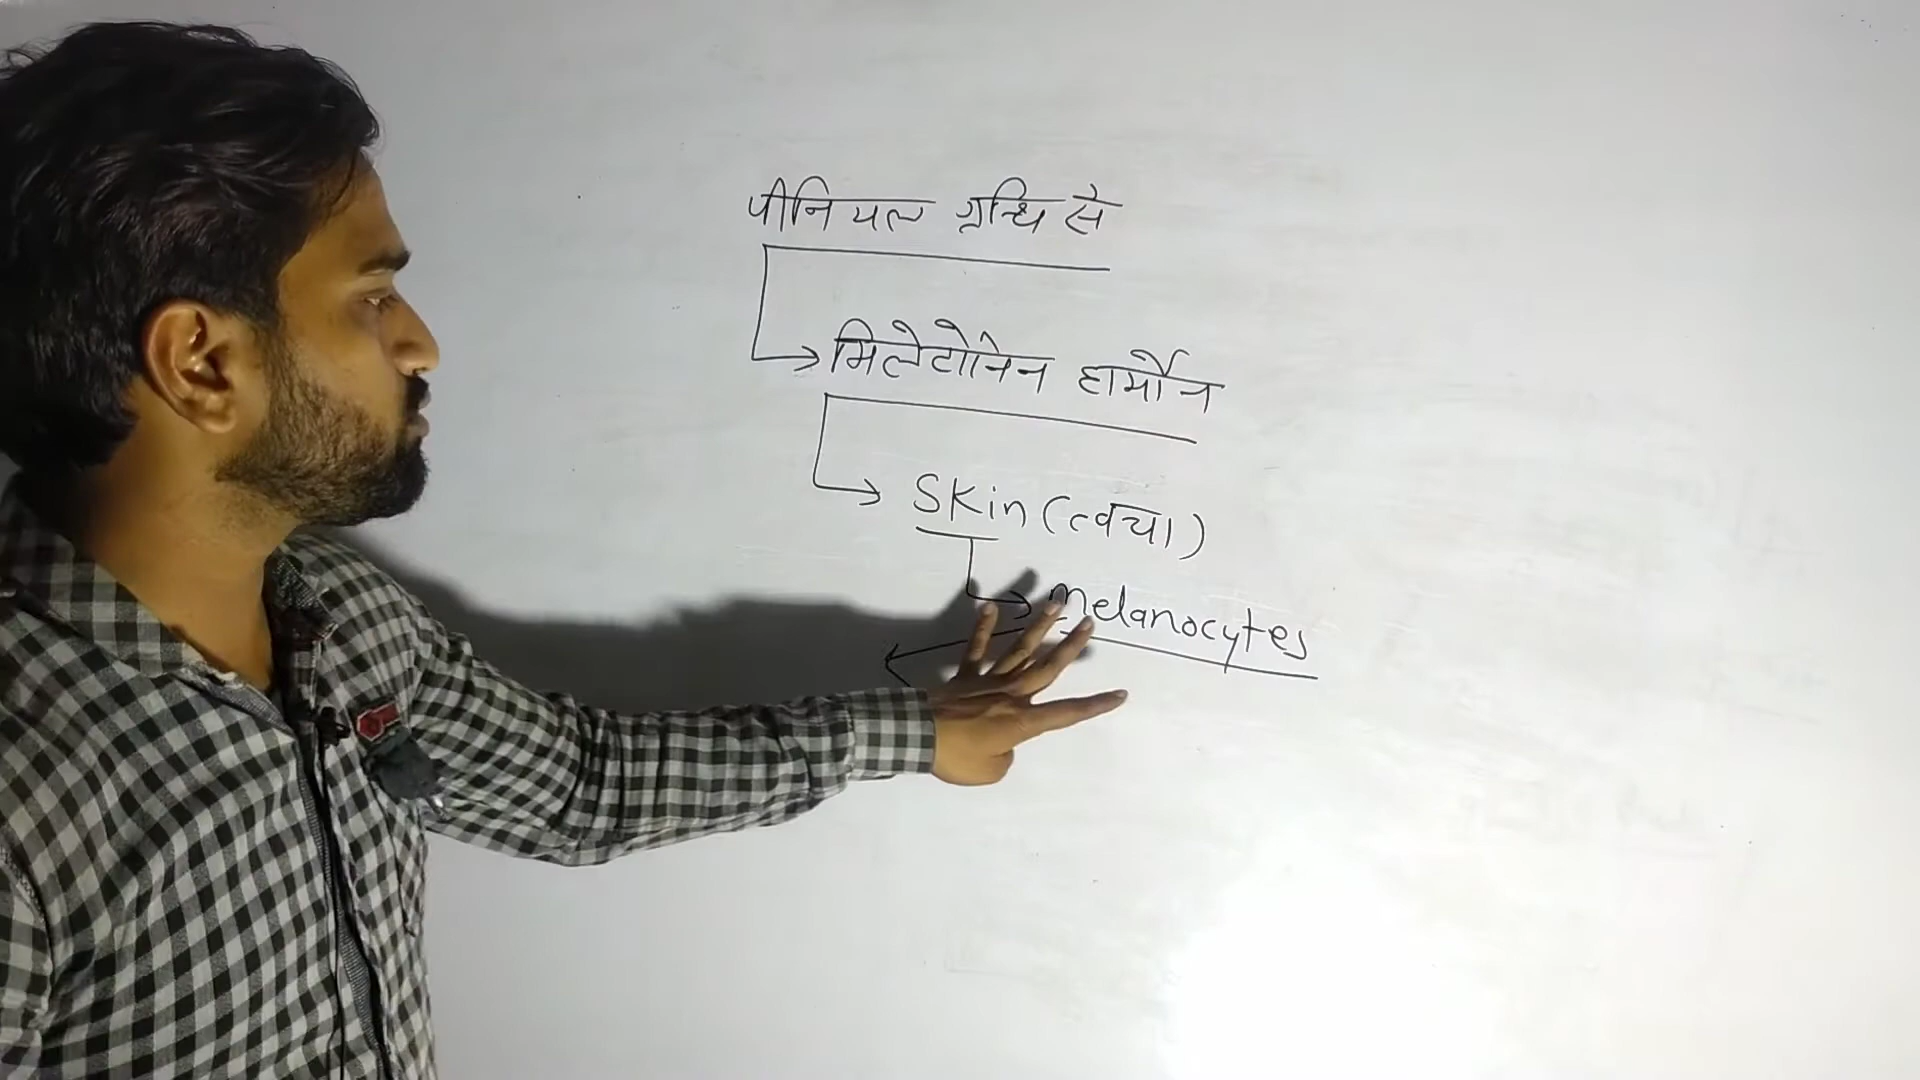 पीनियल ग्रन्थि से
मिलेटोनिन हार्मोन
Skin (त्वचा)
Melanocytes